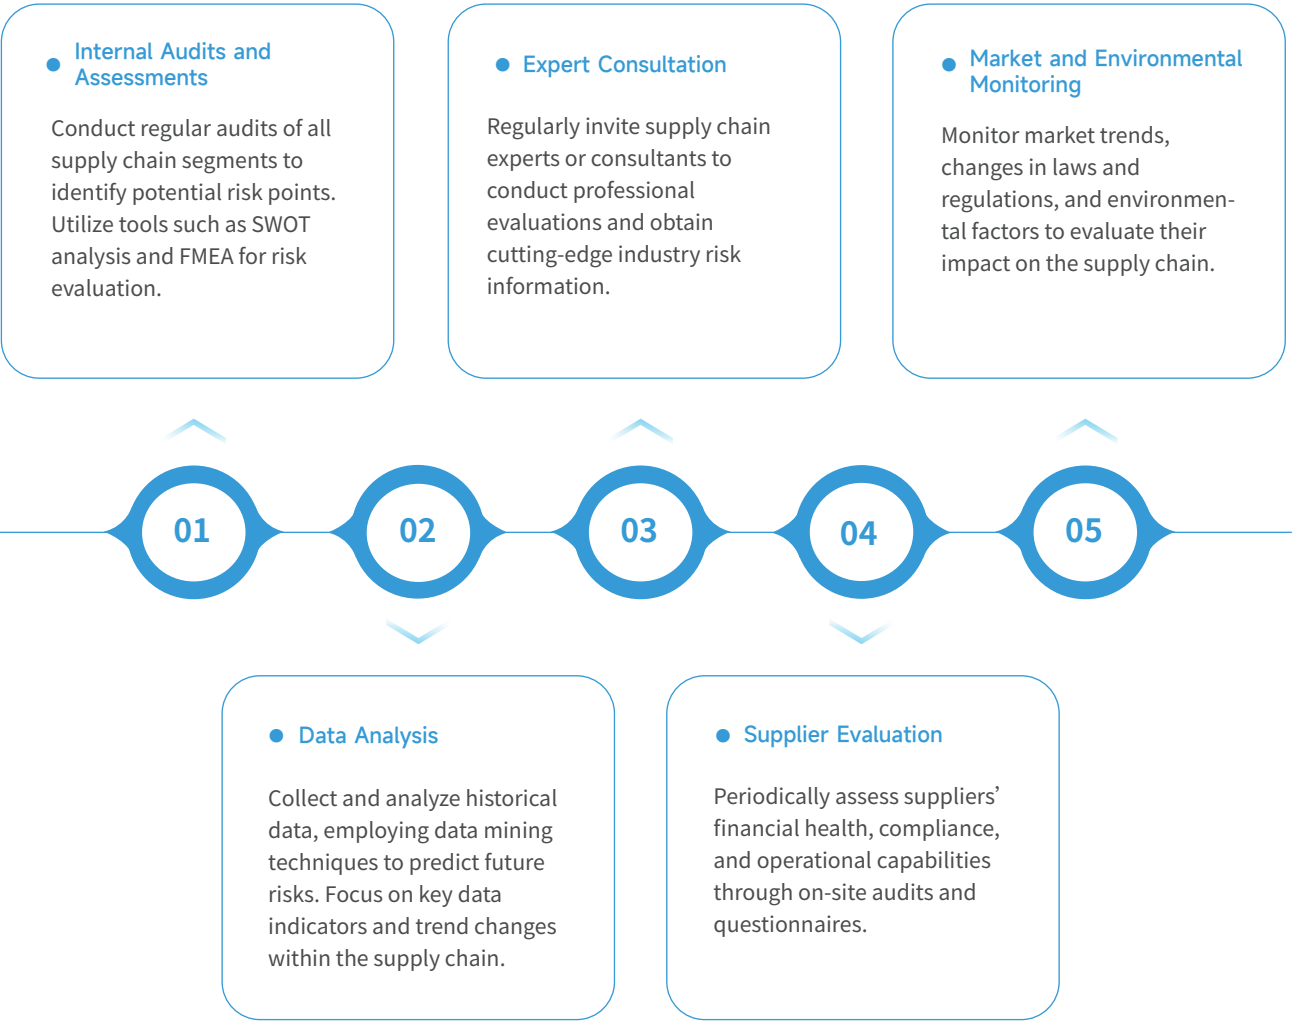 Internal Audits and
Assessments
Conduct regular audits of all
supply chain segments to
identify potential risk points.
Utilize tools such as SWOT
analysis and FMEA for risk
evaluation.
Expert Consultation
Regularly invite supply chain
experts or consultants to
conduct professional
evaluations and obtain
cutting-edge industry risk
information.
Market and Environmental
Monitoring
Monitor market trends,
changes in laws and
regulations, and environmen-
tal factors to evaluate their
impact on the supply chain.
01
02
03
04
05
Data Analysis
Collect and analyze historical
data, employing data mining
techniques to predict future
risks. Focus on key data
indicators and trend changes
within the supply chain.
Supplier Evaluation
Periodically assess suppliers’
financial health, compliance,
and operational capabilities
through on-site audits and
questionnaires.